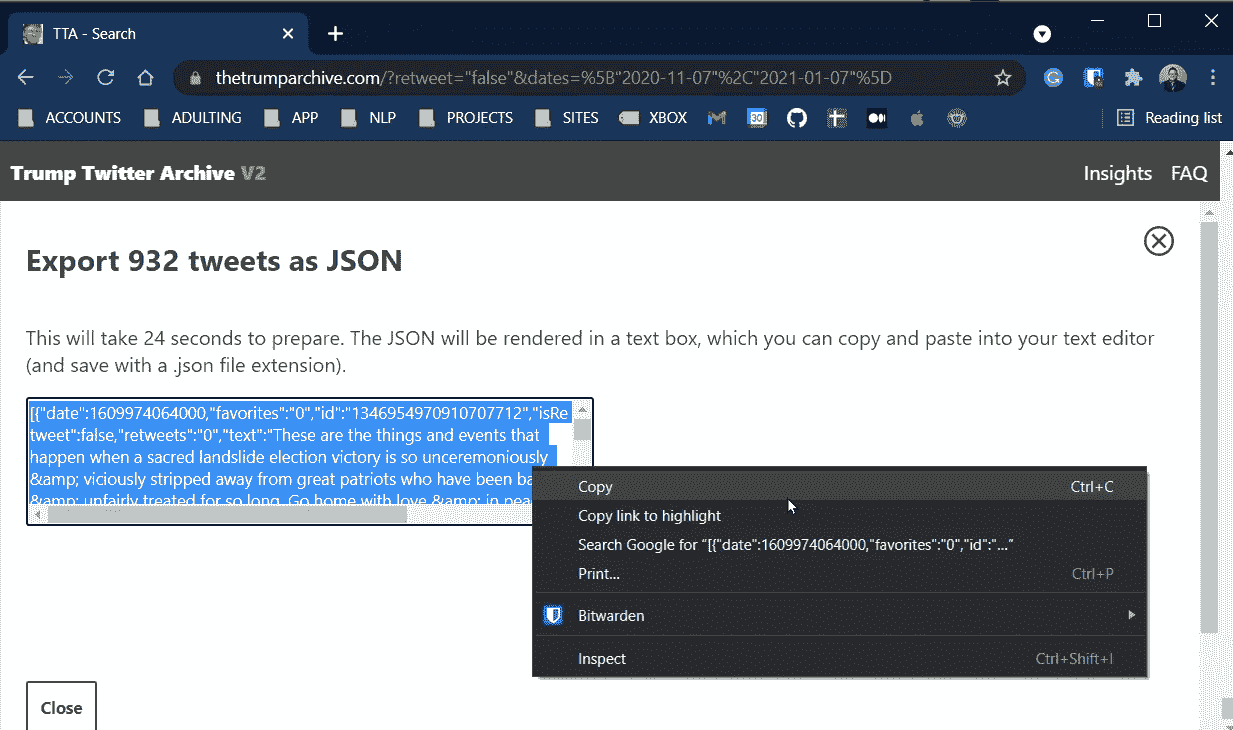 TTA - Search
thetrumparchive.com/?retweet="false"&dates=%5B"2020-11-07"%2C"2021-01-07"%5D
ACCOUNTS ADULTING APP NLP PROJECTS SITES XBOX 30 Reading list
Trump Twitter Archive V2 Insights FAQ
Export 932 tweets as JSON
This will take 24 seconds to prepare. The JSON will be rendered in a text box, which you can copy and paste into your text editor
(and save with a .json file extension).
[{"date":1609974064000,"favorites":"0","id":"1346954970910707712","isRe
tweet":false,"retweets":"0","text":"These are the things and events that
happen when a sacred landslide election victory is so unceremoniously
&amp; viciously stripped away from great patriots who have been ba
&amp; unfairly treated for so long. Go home with love &amp; in pea
Copy Ctrl+C
Copy link to highlight
Search Google for “[{"date":1609974064000,"favorites":"0","id":"...”
Print... Ctrl+P
Bitwarden
Inspect Ctrl+Shift+I
Close